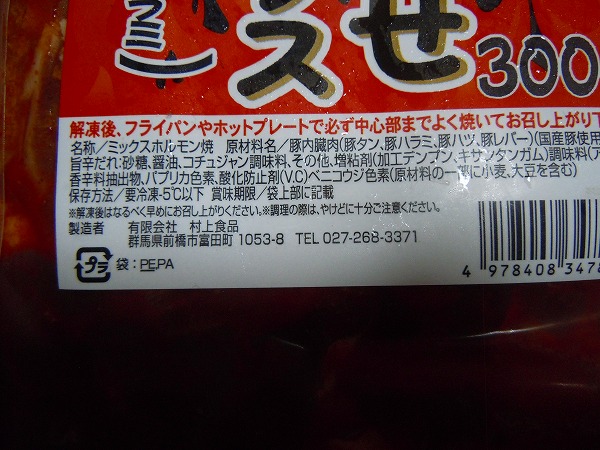 ラミ)
ス
世
300
解凍後、フライパンやホットプレートで必ず中心部までよく焼いてお召し上がり下
名称/ミックスホルモン焼 原材料名/豚内臓肉(豚タン、豚ハラミ、豚ハツ、豚レバー)(国産豚使用
旨辛だれ:砂糖、醤油、コチュジャン調味料、その他、増粘剤(加工デンプン、キサンタンガム)調味料(ア
香辛料抽出物、パプリカ色素、酸化防止剤(V.C)ベニコウジ色素(原材料の一部に小麦、大豆を含む)
保存方法/要冷凍-5℃以下 賞味期限/袋上部に記載
※解凍後はなるべく早めにお召し上がりください。※調理の際は、やけどに十分ご注意ください。
製造者 有限会社 村上食品
群馬県前橋市富田町 1053-8 TEL 027-268-3371
プラ 袋:PE,PA
4 978408 3478